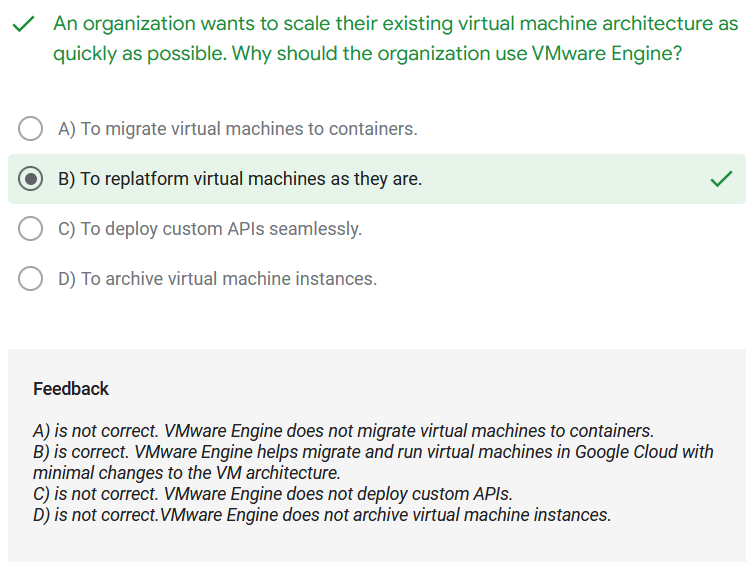 An organization wants to scale their existing virtual machine architecture as
quickly as possible. Why should the organization use VMware Engine?
A) To migrate virtual machines to containers.
B) To replatform virtual machines as they are.
C) To deploy custom APIs seamlessly.
D) To archive virtual machine instances.
Feedback
A) is not correct. VMware Engine does not migrate virtual machines to containers.
B) is correct. VMware Engine helps migrate and run virtual machines in Google Cloud with
minimal changes to the VM architecture.
C) is not correct. VMware Engine does not deploy custom APIs.
D) is not correct.VMware Engine does not archive virtual machine instances.